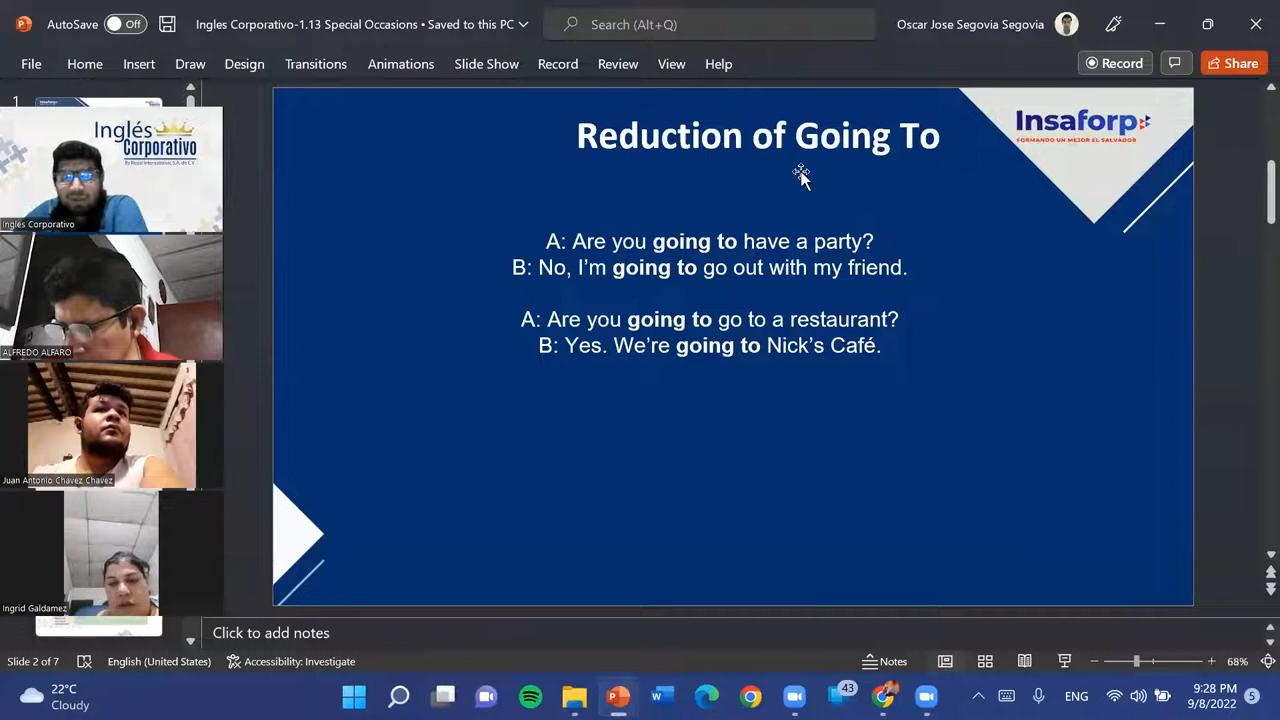 AutoSave Off
Ingles Corporativo-1.13 Special Occasions • Saved to this PC
Search (Alt+Q)
Oscar Jose Segovia Segovia
File Home Insert Draw Design Transitions Animations Slide Show Record Review View Help
Record
Share
1
Inglés
Corporativo
Inglés Corporativo
ALFREDO ALFARO
Juan Antonio Chávez Chavez
Ingrid Galdamez
Reduction of Going To
Insaforp
FORMANDO UN MEJOR EL SALVADOR
A: Are you going to have a party?
B: No, I'm going to go out with my friend.
A: Are you going to go to a restaurant?
B: Yes. We're going to Nick's Café.
Click to add notes
Slide 2 of 7
English (United States)
Accessibility: Investigate
Notes
68%
22°C
Cloudy
43
ENG
9:28 PM
9/8/2022
5